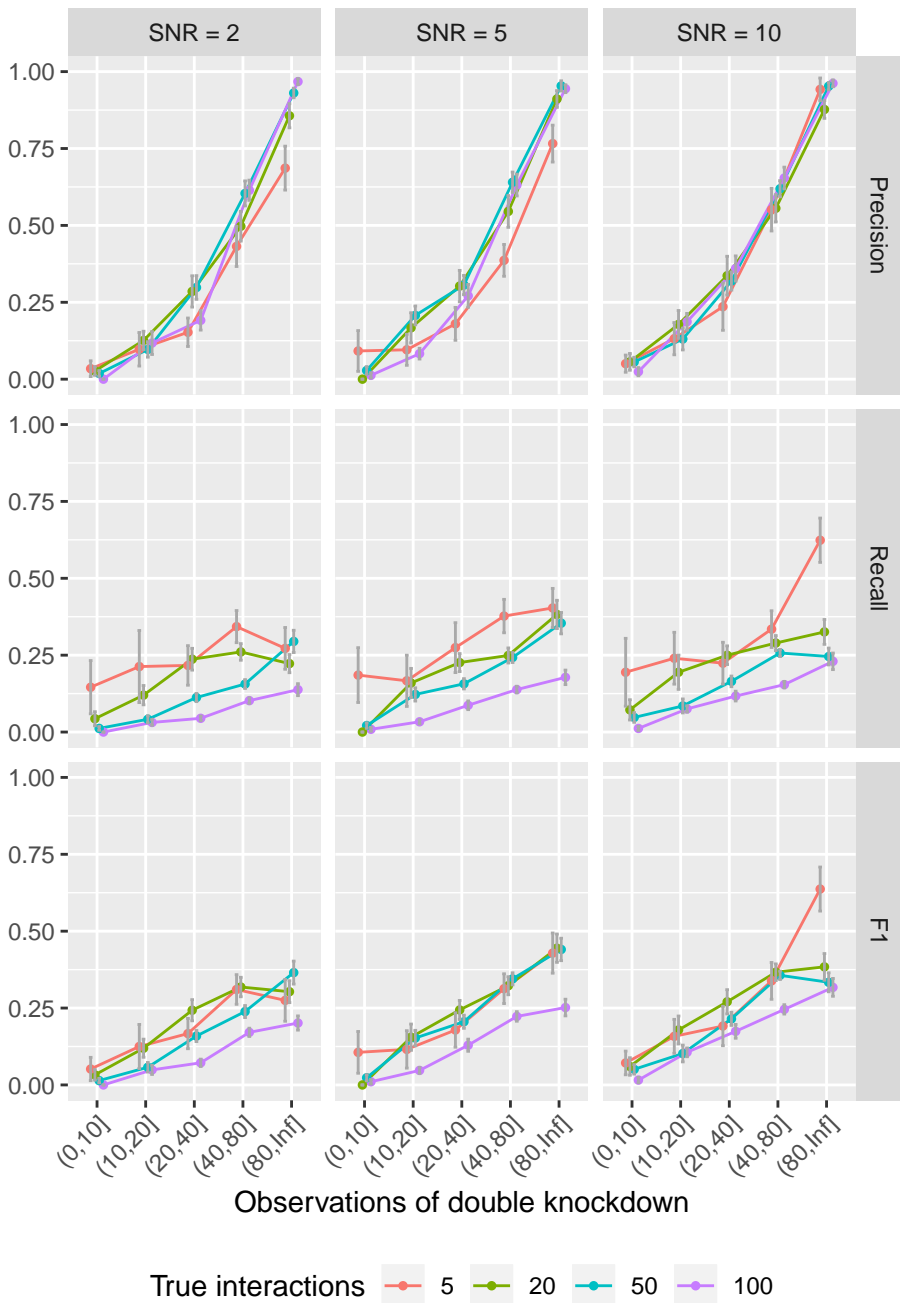 SNR = 2 SNR = 5 SNR = 10
1.00
0.75
0.50
0.25
0.00
Precision
1.00
0.75
0.50
0.25
0.00
Recall
1.00
0.75
0.50
0.25
0.00
F1
(0,10] (10,20] (20,40] (40,80] (80,Inf] (0,10] (10,20] (20,40] (40,80] (80,Inf] (0,10] (10,20] (20,40] (40,80] (80,Inf]
Observations of double knockdown
True interactions 5 20 50 100